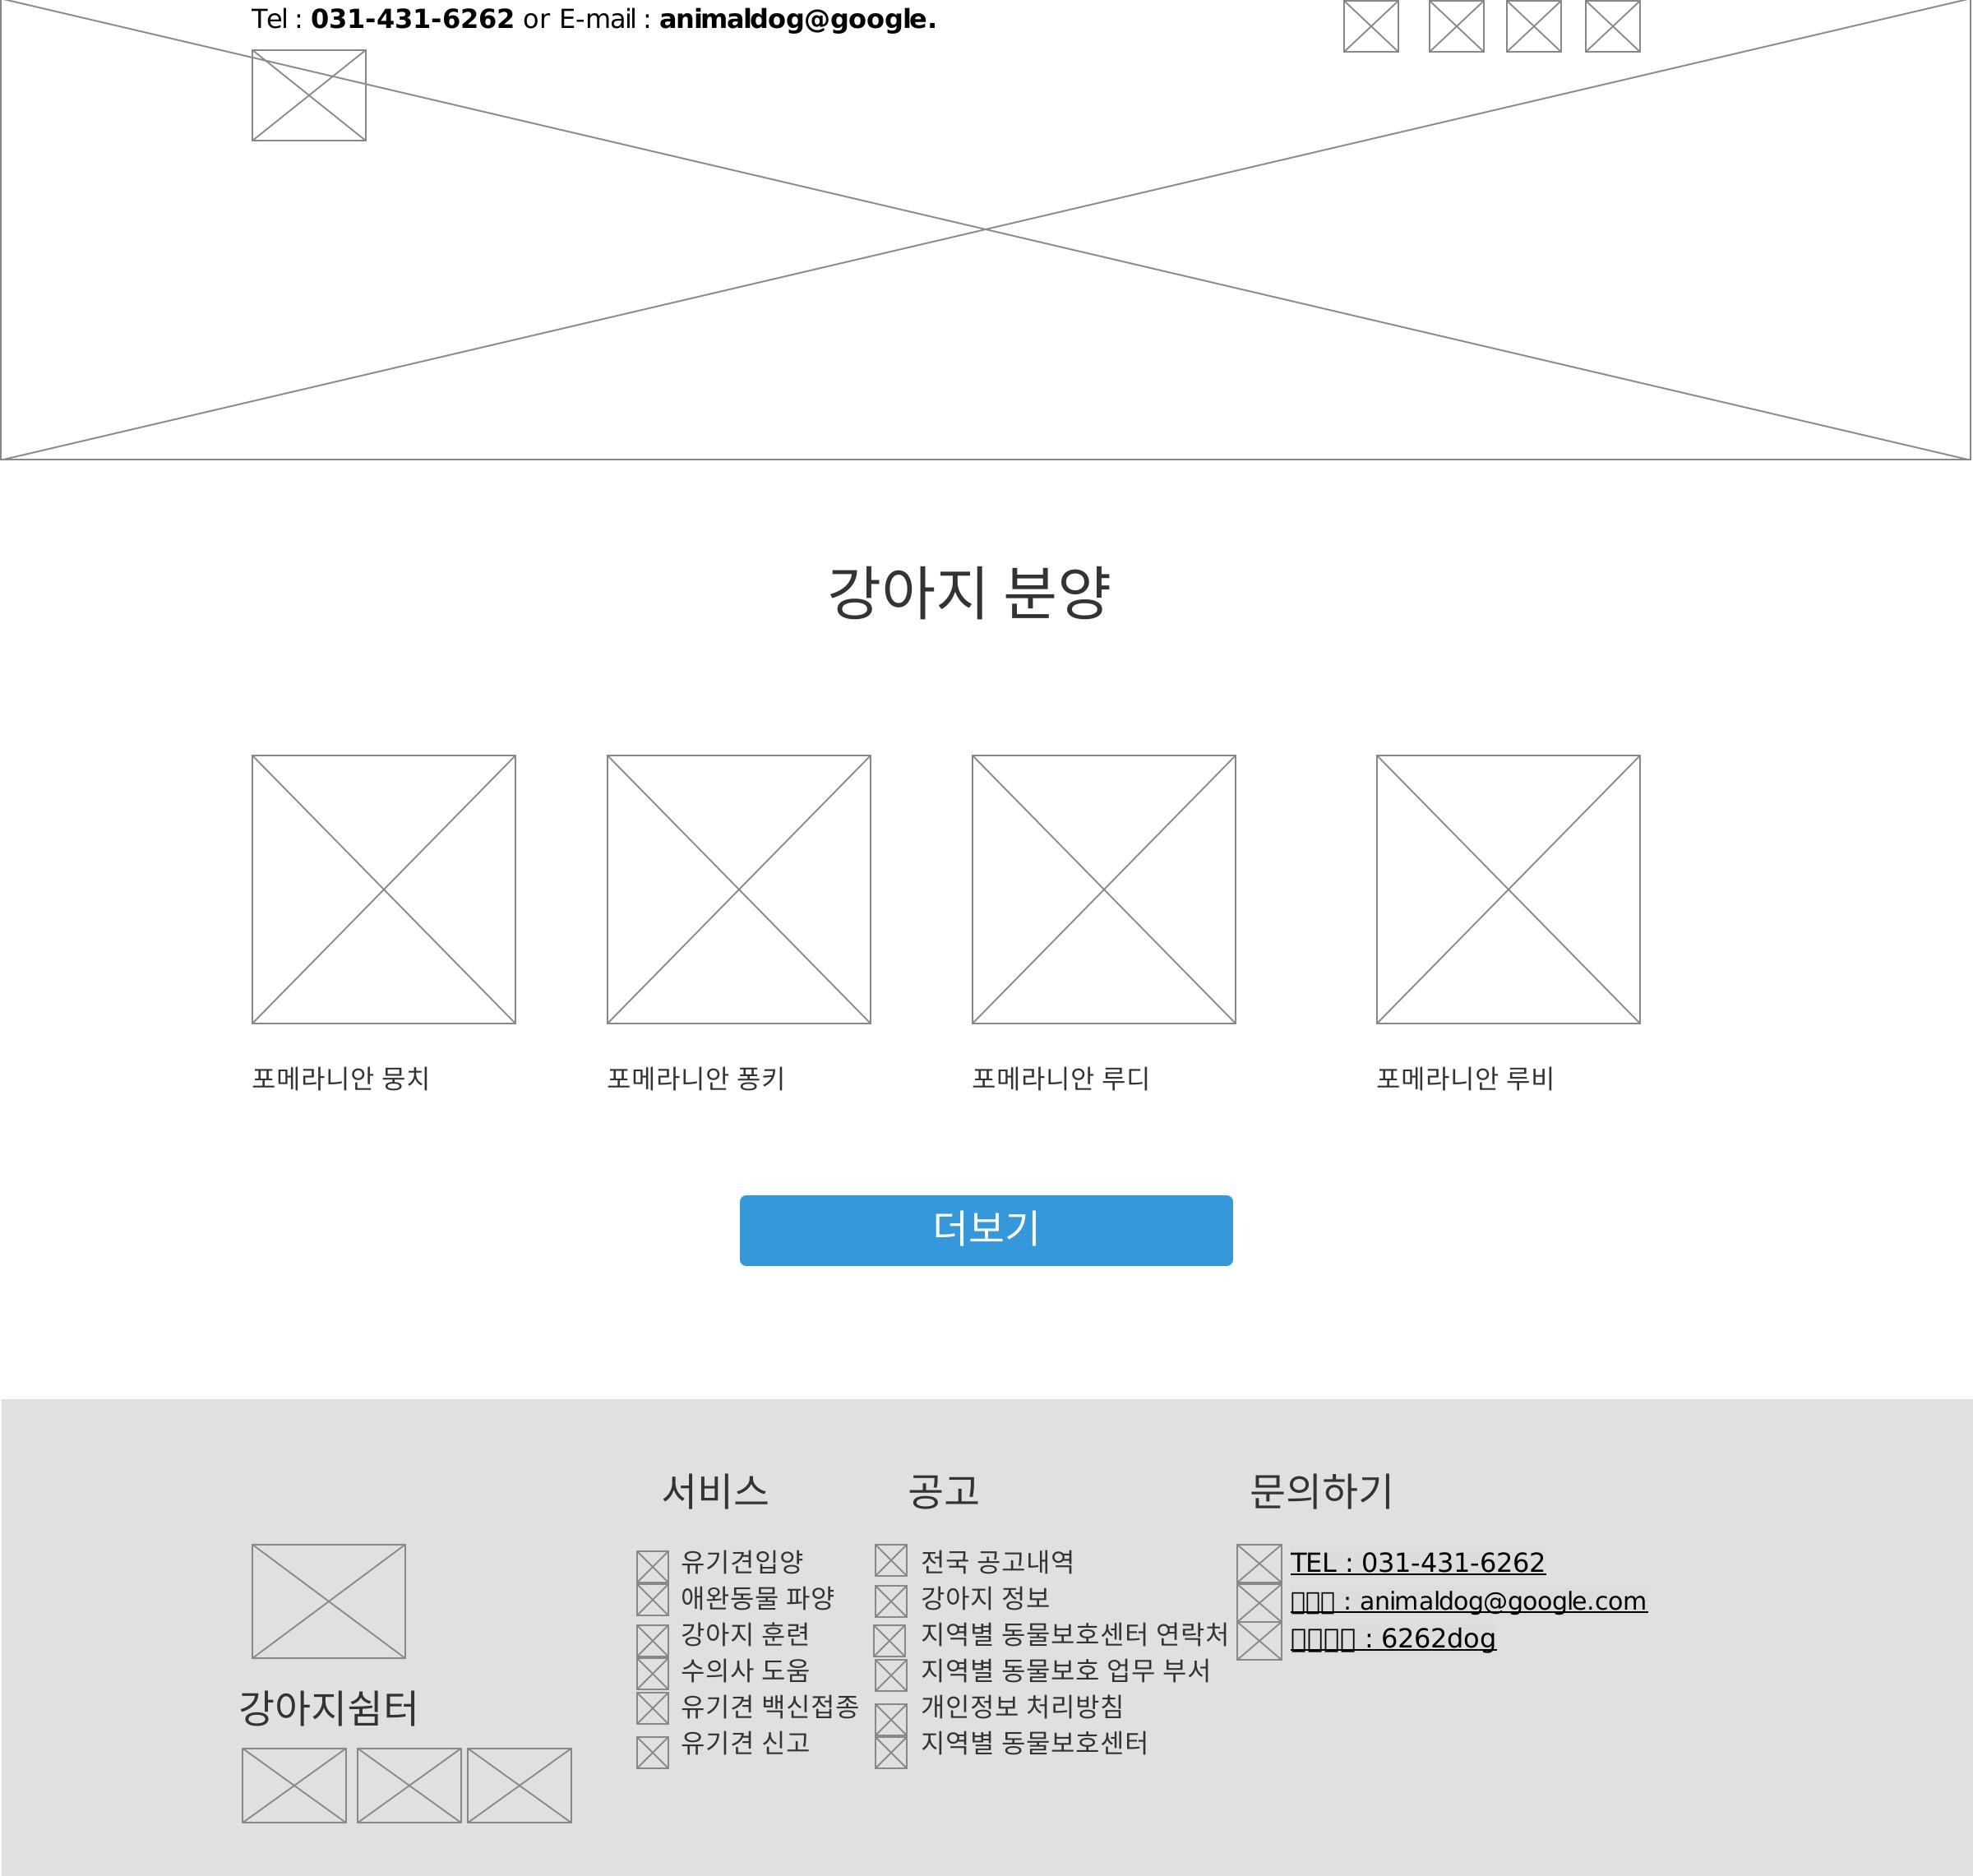 Tel : 031-431-6262 or E-mail : animaldog@google.
강아지 분양
포메라니안 뭉치
포메라니안 퐁키
포메라니안 루디
포메라니안 루비
더보기
강아지쉼터
서비스
유기견입양
애완동물 파양
강아지 훈련
수의사 도움
유기견 백신접종
유기견 신고
공고
전국 공고내역
강아지 정보
지역별 동물보호센터 연락처
지역별 동물보호 업무 부서
개인정보 처리방침
지역별 동물보호센터
문의하기
TEL : 031-431-6262
: animaldog@google.com
: 6262dog